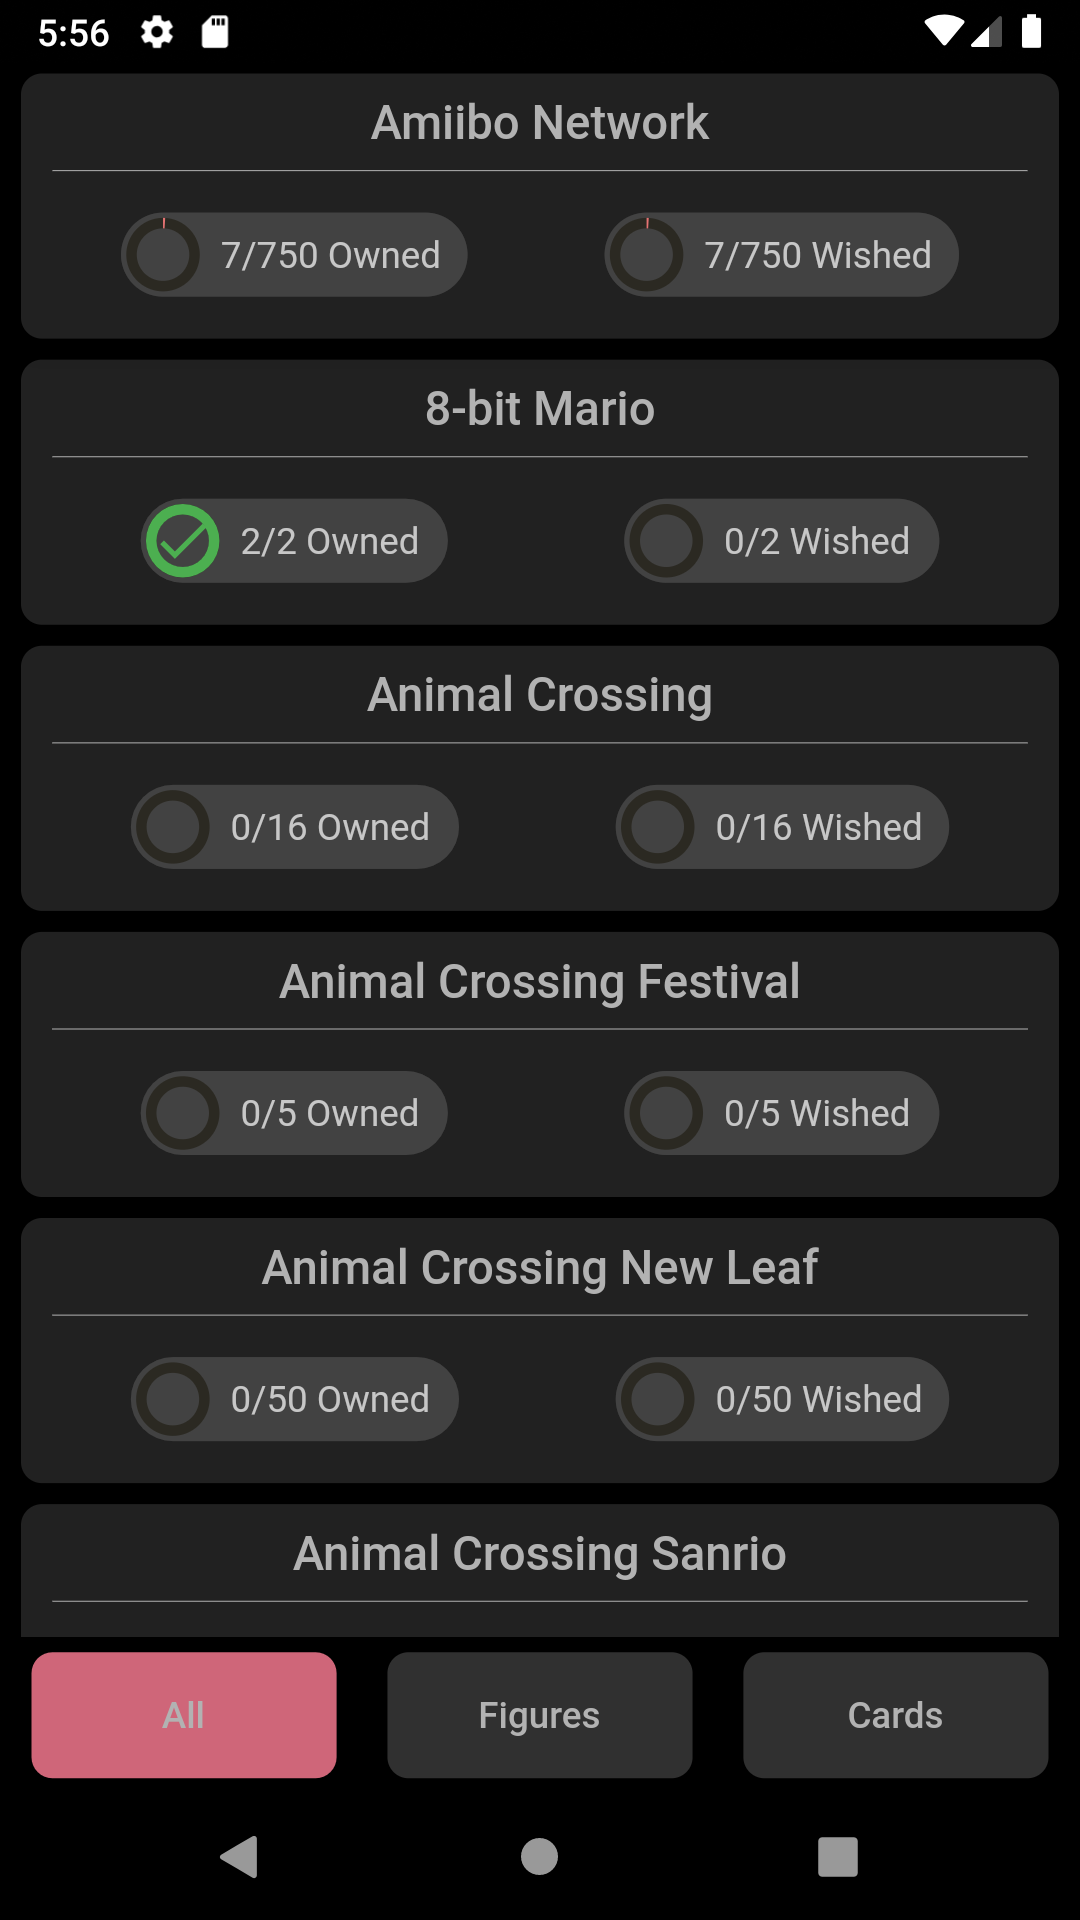 5:56
Amiibo Network
7/750 Owned
7/750 Wished
8-bit Mario
2/2 Owned
0/2 Wished
Animal Crossing
0/16 Owned
0/16 Wished
Animal Crossing Festival
0/5 Owned
0/5 Wished
Animal Crossing New Leaf
0/50 Owned
0/50 Wished
Animal Crossing Sanrio
All
Figures
Cards